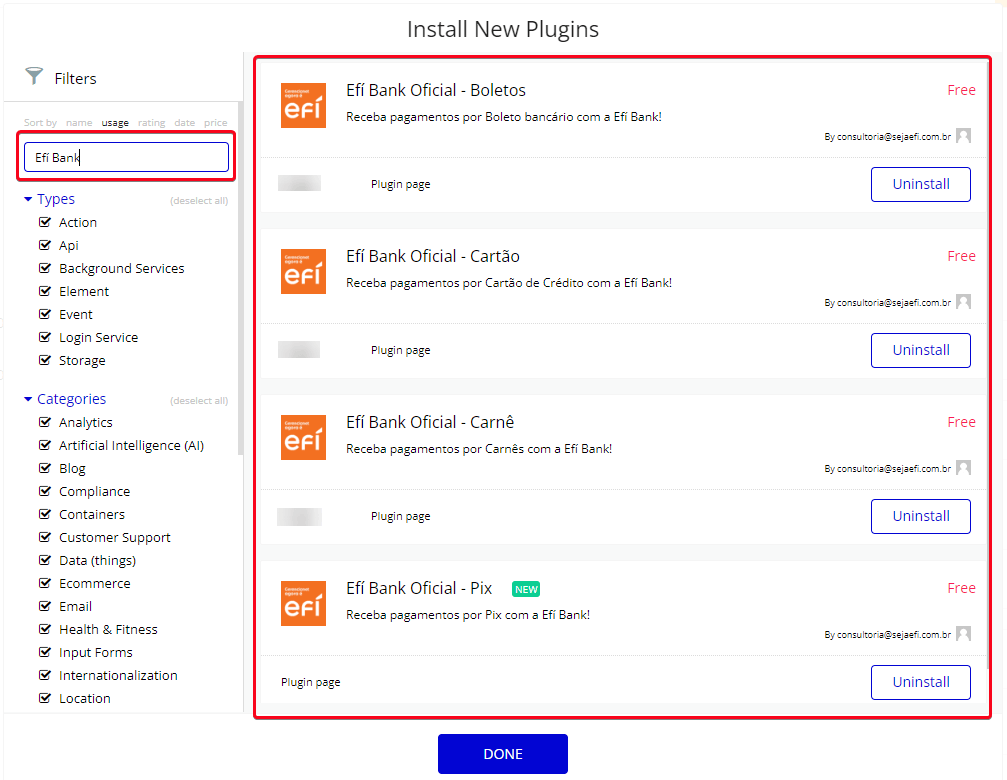 Install New Plugins
Filters
Sort by name usage rating date price
Efí Bank
Types (deselect all)
Action
Api
Background Services
Element
Event
Login Service
Storage
Categories (deselect all)
Analytics
Artificial Intelligence (AI)
Blog
Compliance
Containers
Customer Support
Data (things)
Ecommerce
Email
Health & Fitness
Input Forms
Internationalization
Location
efí
Efí Bank Oficial - Boletos
Free
Receba pagamentos por Boleto bancário com a Efí Bank!
By consultoria@sejaefi.com.br
Plugin page
Uninstall
efí
Efí Bank Oficial - Cartão
Free
Receba pagamentos por Cartão de Crédito com a Efí Bank!
By consultoria@sejaefi.com.br
Plugin page
Uninstall
efí
Efí Bank Oficial - Carnê
Free
Receba pagamentos por Carnês com a Efí Bank!
By consultoria@sejaefi.com.br
Plugin page
Uninstall
efí
Efí Bank Oficial - Pix NEW
Free
Receba pagamentos por Pix com a Efí Bank!
By consultoria@sejaefi.com.br
Plugin page
Uninstall
DONE